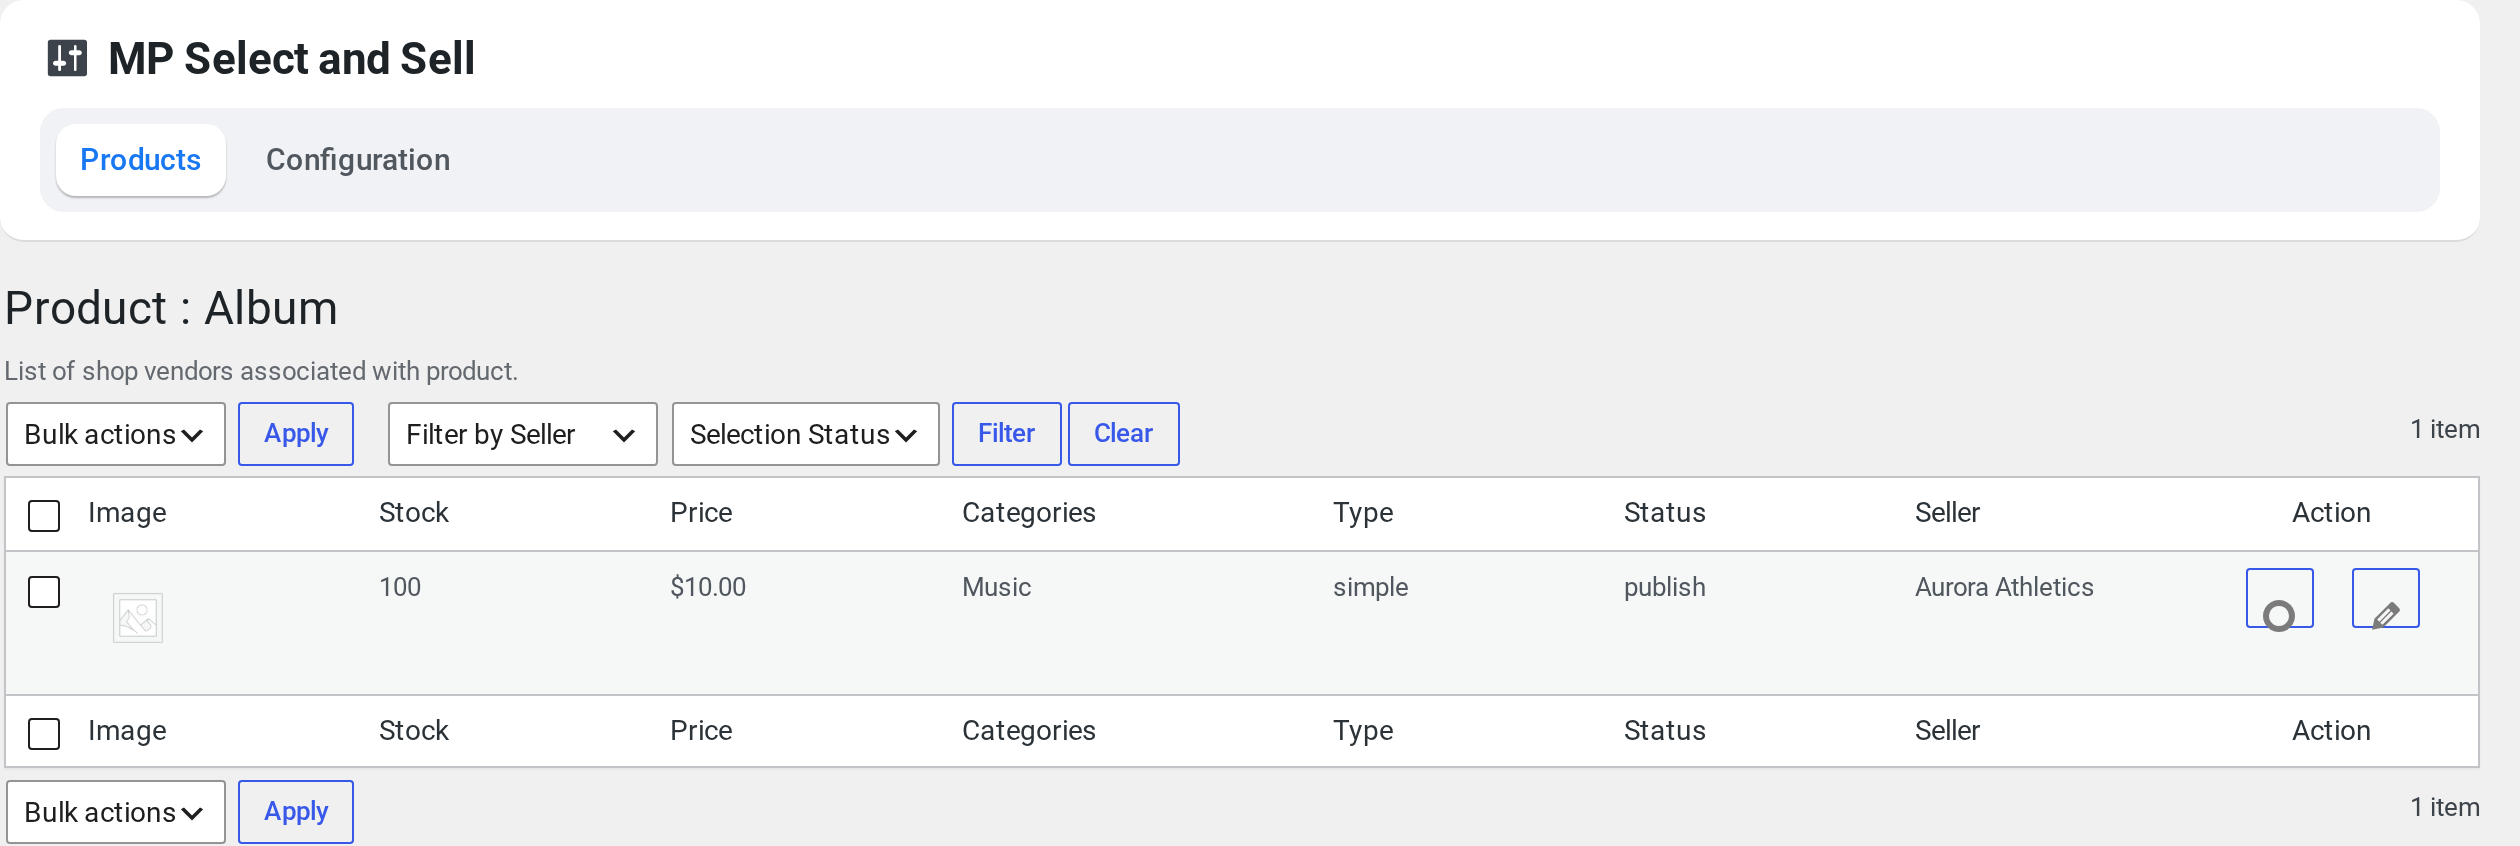 MP Select and Sell
Products Configuration
Product : Album
List of shop vendors associated with product.
Bulk actions Apply Filter by Seller Selection Status Filter Clear 1 item
Image Stock Price Categories Type Status Seller Action
100 $10.00 Music simple publish Aurora Athletics
Image Stock Price Categories Type Status Seller Action
Bulk actions Apply 1 item